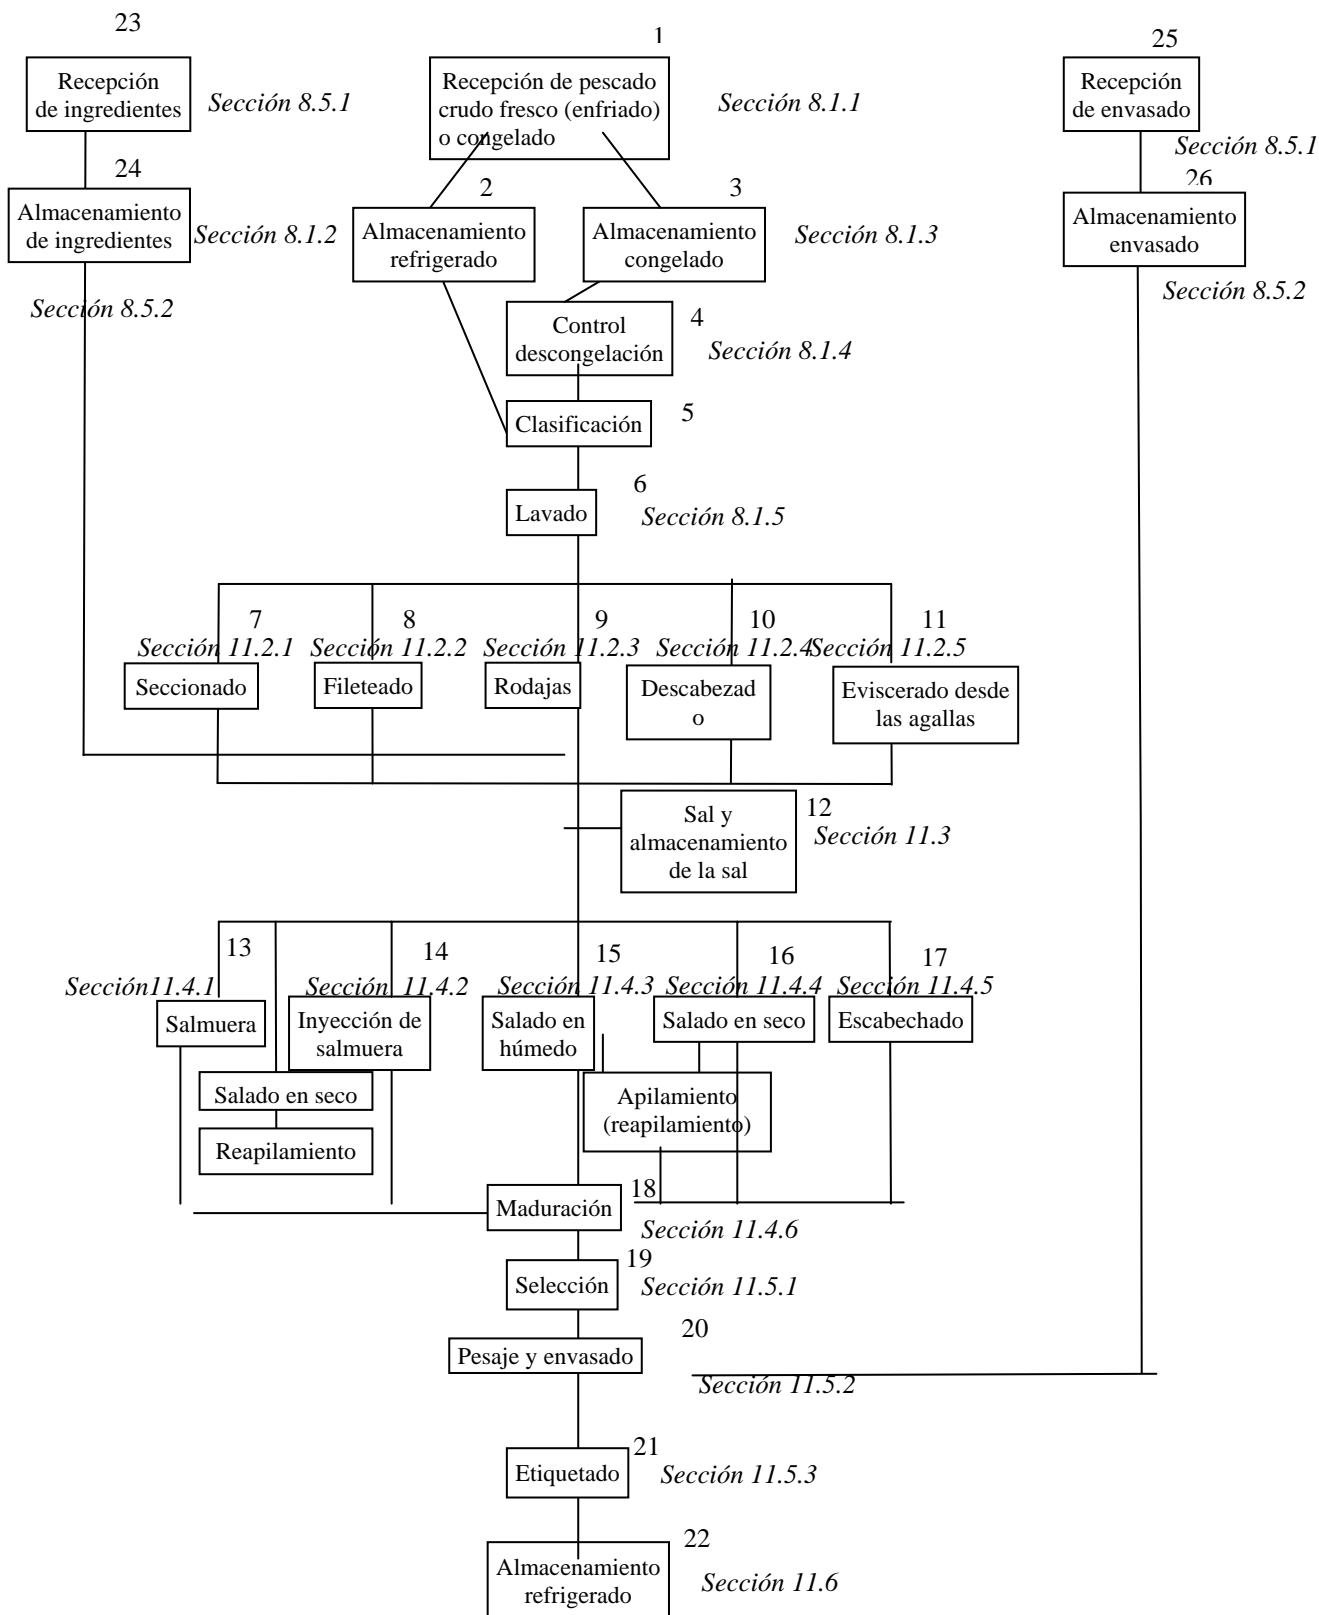 23
1
25
Recepción
de ingredientes
Sección 8.5.1
Recepción de pescado
crudo fresco (enfriado)
o congelado
Sección 8.1.1
Recepción
de envasado
Sección 8.5.1
24
2
3
26
Almacenamiento
de ingredientes
Sección 8.1.2
Almacenamiento
refrigerado
Almacenamiento
congelado
Sección 8.1.3
Almacenamiento
envasado
Sección 8.5.2
Sección 8.5.2
Control
descongelación
4
Sección 8.1.4
Clasificación
5
6
Lavado
Sección 8.1.5
7
8
9
10
11
Sección 11.2.1
Sección 11.2.2
Sección 11.2.3
Sección 11.2.4
Sección 11.2.5
Seccionado
Fileteado
Rodajas
Descabezad
o
Eviscerado desde
las agallas
Sal y
almacenamiento
de la sal
12
Sección 11.3
13
14
15
16
17
Sección11.4.1
Sección 11.4.2
Sección 11.4.3
Sección 11.4.4
Sección 11.4.5
Salmuera
Inyección de
salmuera
Salado en
húmedo
Salado en seco
Escabechado
Salado en seco
Apilamiento
(reapilamiento)
Reapilamiento
18
Maduración
Sección 11.4.6
19
Selección
Sección 11.5.1
20
Pesaje y envasado
Sección 11.5.2
21
Etiquetado
Sección 11.5.3
22
Almacenamiento
refrigerado
Sección 11.6